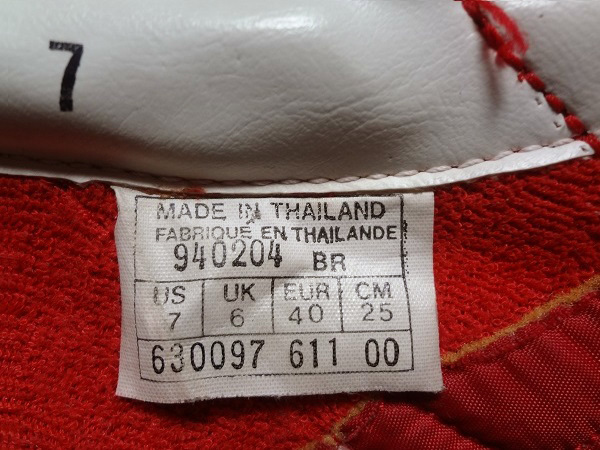 7
MADE IN THAILAND
FABRIQUE EN THAILANDE
940204 BR
US UK EUR CM
7 6 40 25
630097 611 00